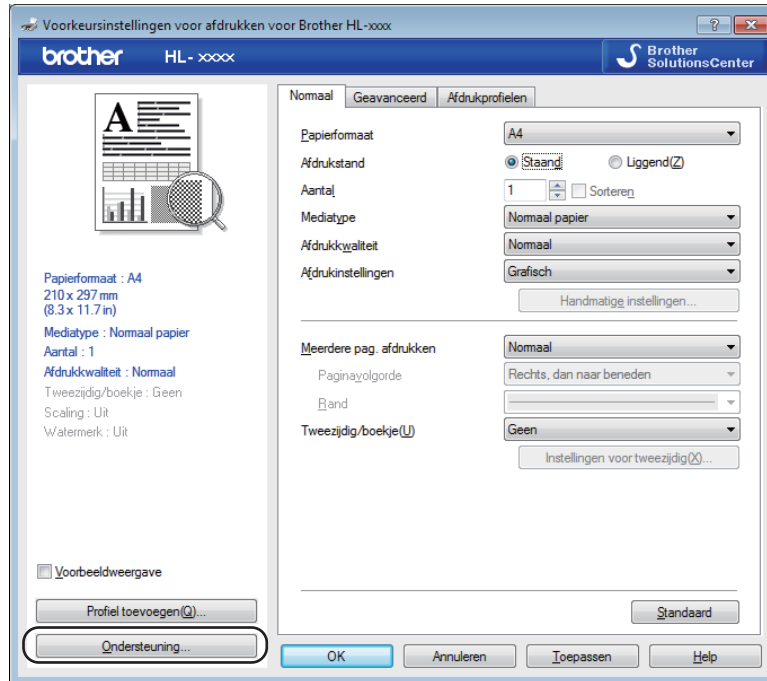 Voorkeursinstellingen voor afdrukken voor Brother HL-xxxx
brother HL- xxxx
Brother
SolutionsCenter
Normaal Geavanceerd Afdrukprofielen
A
Papierformaat A4
Afdrukstand Staand Liggend(Z)
Aantal 1 Sorteren
Mediatype Normaal papier
Afdrukkwaliteit Normaal
Afdrukinstellingen Grafisch
Handmatige instellingen...
Meerdere pag. afdrukken Normaal
Paginavolgorde Rechts, dan naar beneden
Rand
Tweezijdig/boekje(U) Geen
Instellingen voor tweezijdig(X)...
Papierformaat : A4
210 x 297 mm
(8.3 x 11.7 in)
Mediatype : Normaal papier
Aantal : 1
Afdrukkwaliteit : Normaal
Tweezijdig/boekje : Geen
Scaling : Uit
Watermerk : Uit
Voorbeeldweergave
Profiel toevoegen(Q)...
Ondersteuning...
Standaard
OK Annuleren Toepassen Help